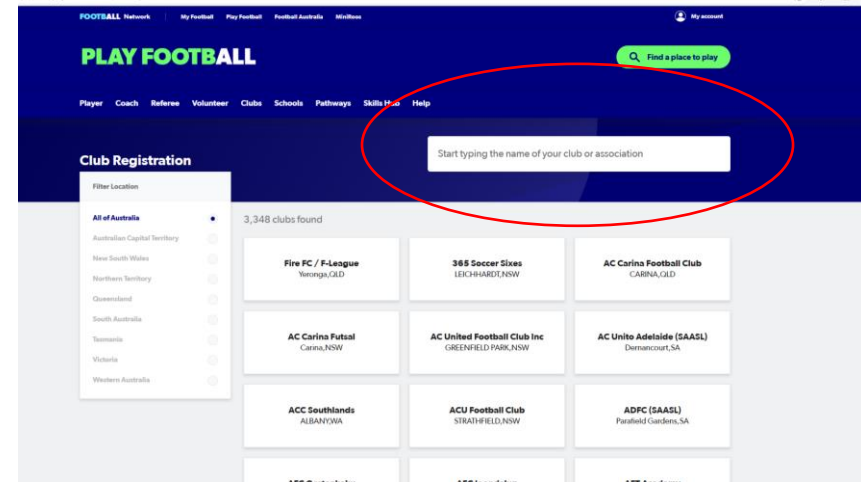 FOOTBALL Network My Football Play Football Football Australia MiniRoos My account
PLAY FOOTBALL
Find a place to play
Player Coach Referee Volunteer Clubs Schools Pathways Skills Hub Help
Start typing the name of your club or association
Club Registration
Filter Location
All of Australia
3,348 clubs found
Australian Capital Territory
New South Wales
Northern Territory
Queensland
South Australia
Tasmania
Victoria
Western Australia
Fire FC / F-League
Yeronga,QLD
365 Soccer Sixes
LEICHHARDT,NSW
AC Carina Football Club
CARINA,QLD
AC Carina Futsal
Carina,NSW
AC United Football Club Inc
GREENFIELD PARK,NSW
AC Unito Adelaide (SAASL)
Dernancourt,SA
ACC Southlands
ALBANY,WA
ACU Football Club
STRATHFIELD,NSW
ADFC (SAASL)
Parafield Gardens,SA